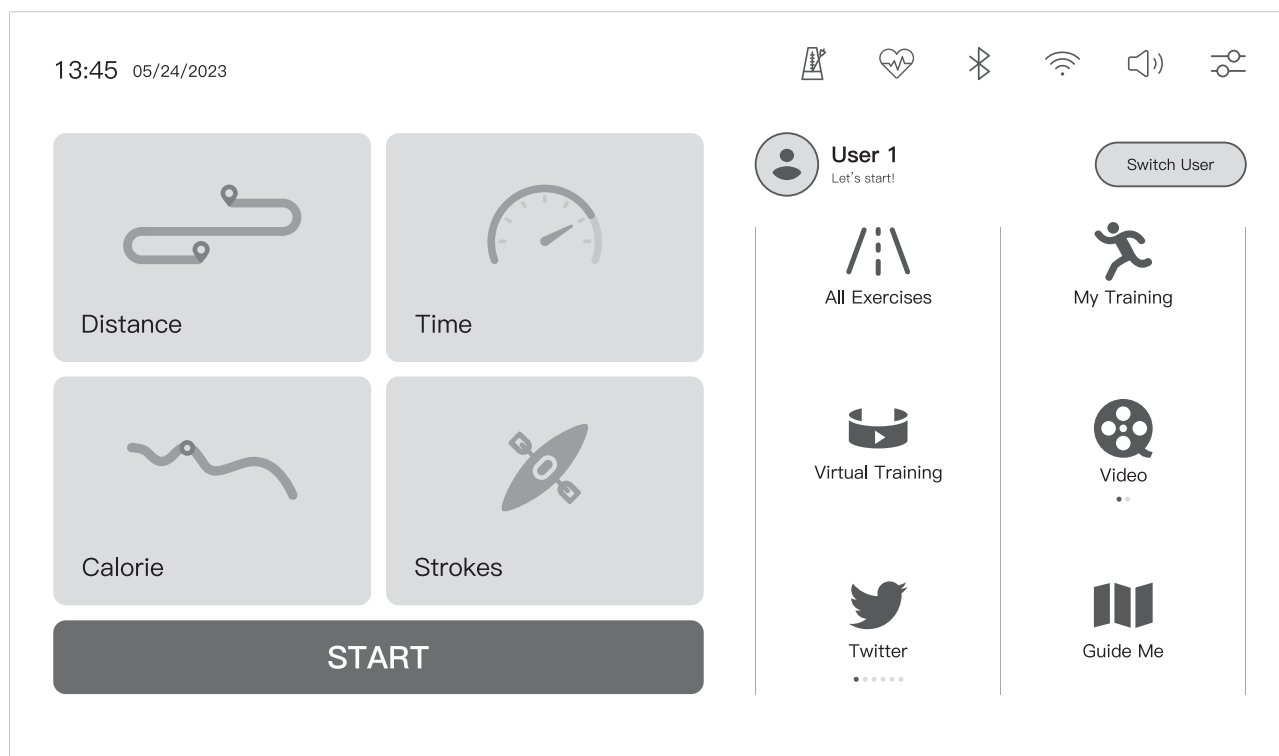 13:45 05/24/2023
Distance
Time
Calorie
Strokes
START
User 1
Let's start!
Switch User
All Exercises
My Training
Virtual Training
Video
Twitter
Guide Me